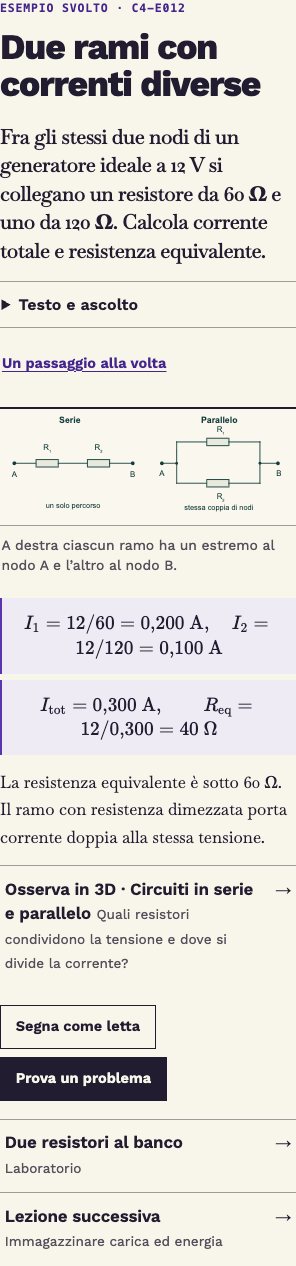 ESEMPIO SVOLTO · C4–E012
Due rami con
correnti diverse
Fra gli stessi due nodi di un
generatore ideale a 12 V si
collegano un resistore da 60 Ω e
uno da 120 Ω. Calcola corrente
totale e resistenza equivalente.
▶ Testo e ascolto
Un passaggio alla volta
Serie
R₁ R₂
A B
un solo percorso
Parallelo
R₁
A B
R₂
stessa coppia di nodi
A destra ciascun ramo ha un estremo al
nodo A e l’altro al nodo B.
I₁ = 12/60 = 0,200 A, I₂ =
12/120 = 0,100 A
Itot = 0,300 A, Req =
12/0,300 = 40 Ω
La resistenza equivalente è sotto 60 Ω.
Il ramo con resistenza dimezzata porta
corrente doppia alla stessa tensione.
Osserva in 3D · Circuiti in serie →
e parallelo Quali resistori
condividono la tensione e dove si
divide la corrente?
Segna come letta
Prova un problema
Due resistori al banco →
Laboratorio
Lezione successiva →
Immagazzinare carica ed energia